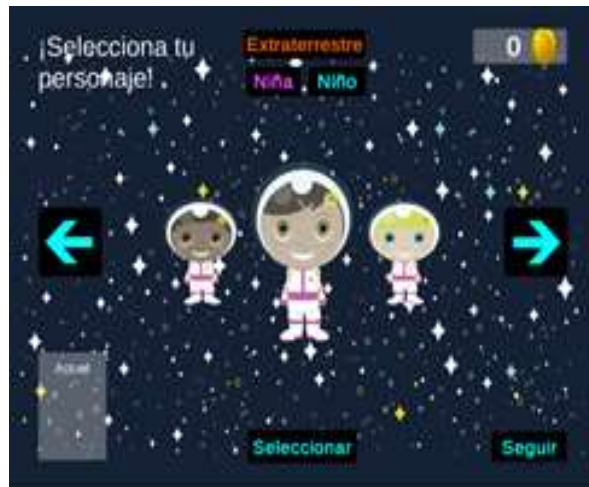 ¡Selecciona tu
personaje!
Extraterrestre
Niña Niño
0
Actual
Seleccionar
Seguir